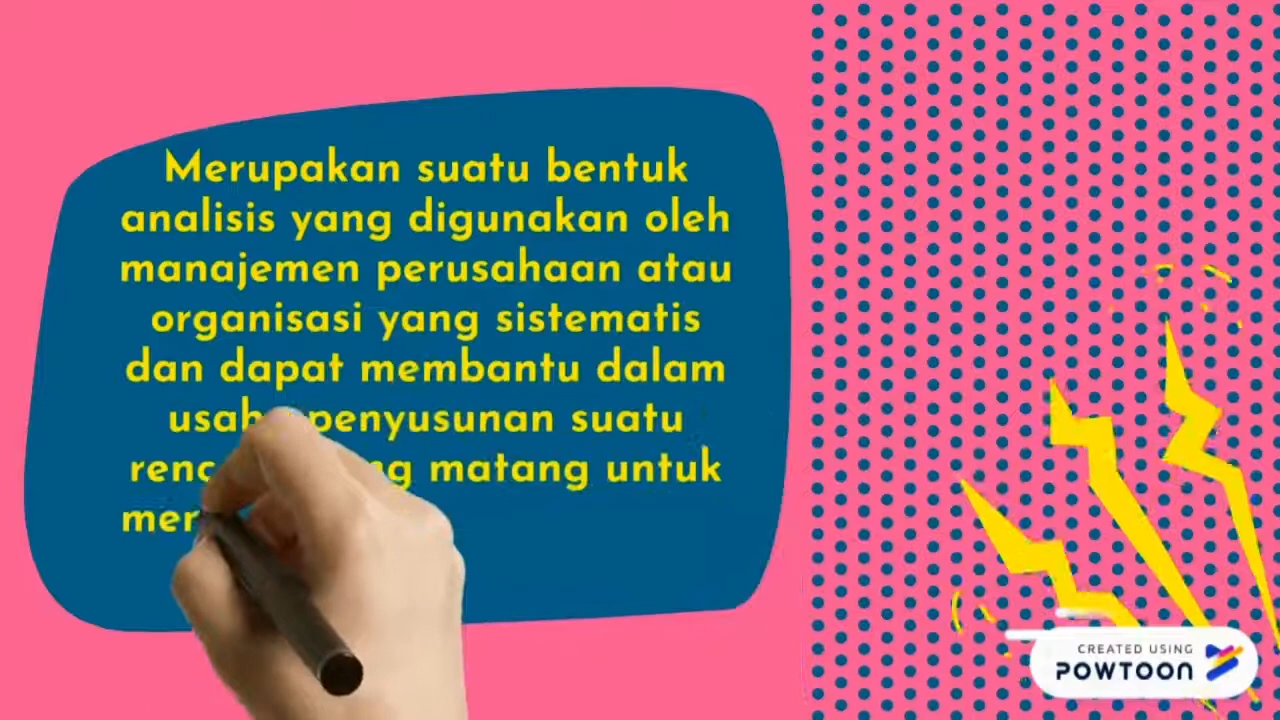 Merupakan suatu bentuk
analisis yang digunakan oleh
manajemen perusahaan atau
organisasi yang sistematis
dan dapat membantu dalam
penyusunan suatu
matang untuk
CREATED USING
POWTOON